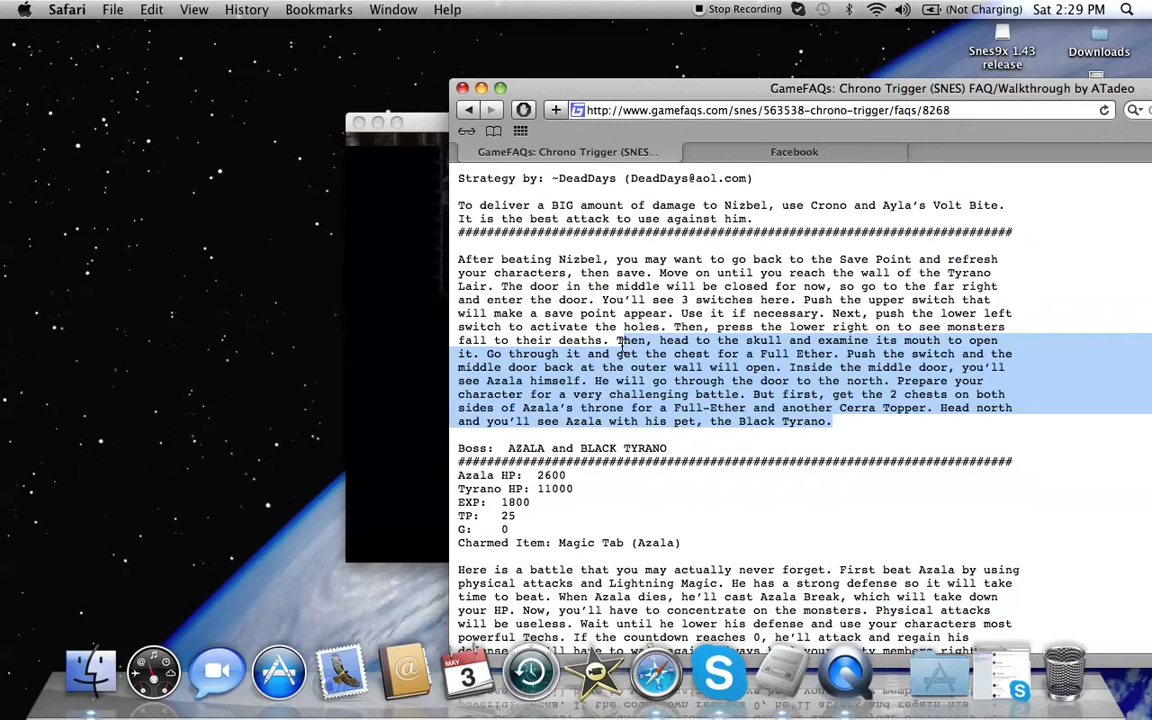 Safari File Edit View History Bookmarks Window Help Stop Recording (Not Charging) Sat 2:29 PM
Snes9x 1.43
release
Downloads
GameFAQs: Chrono Trigger (SNES) FAQ/Walkthrough by ATadeo
http://www.gamefaqs.com/snes/563538-chrono-trigger/faqs/8268
GameFAQs: Chrono Trigger (SNES... Facebook
Strategy by: ~DeadDays (DeadDays@aol.com)
To deliver a BIG amount of damage to Nizbel, use Crono and Ayla's Volt Bite.
It is the best attack to use against him.
#############################################################################
After beating Nizbel, you may want to go back to the Save Point and refresh
your characters, then save. Move on until you reach the wall of the Tyrano
Lair. The door in the middle will be closed for now, so go to the far right
and enter the door. You'll see 3 switches here. Push the upper switch that
will make a save point appear. Use it if necessary. Next, push the lower left
switch to activate the holes. Then, press the lower right on to see monsters
fall to their deaths. Then, head to the skull and examine its mouth to open
it. Go through it and get the chest for a Full Ether. Push the switch and the
middle door back at the outer wall will open. Inside the middle door, you'll
see Azala himself. He will go through the door to the north. Prepare your
character for a very challenging battle. But first, get the 2 chests on both
sides of Azala's throne for a Full-Ether and another Cerra Topper. Head north
and you'll see Azala with his pet, the Black Tyrano.
Boss: AZALA and BLACK TYRANO
#############################################################################
Azala HP: 2600
Tyrano HP: 11000
EXP: 1800
TP: 25
G: 0
Charmed Item: Magic Tab (Azala)
Here is a battle that you may actually never forget. First beat Azala by using
physical attacks and Lightning Magic. He has a strong defense so it will take
time to beat. When Azala dies, he'll cast Azala Break, which will take down
your HP. Now, you'll have to concentrate on the monsters. Physical attacks
will be useless. Wait until he lower his defense and use your characters most
powerful Techs. If the countdown reaches 0, he'll attack and regain his
MAY
3